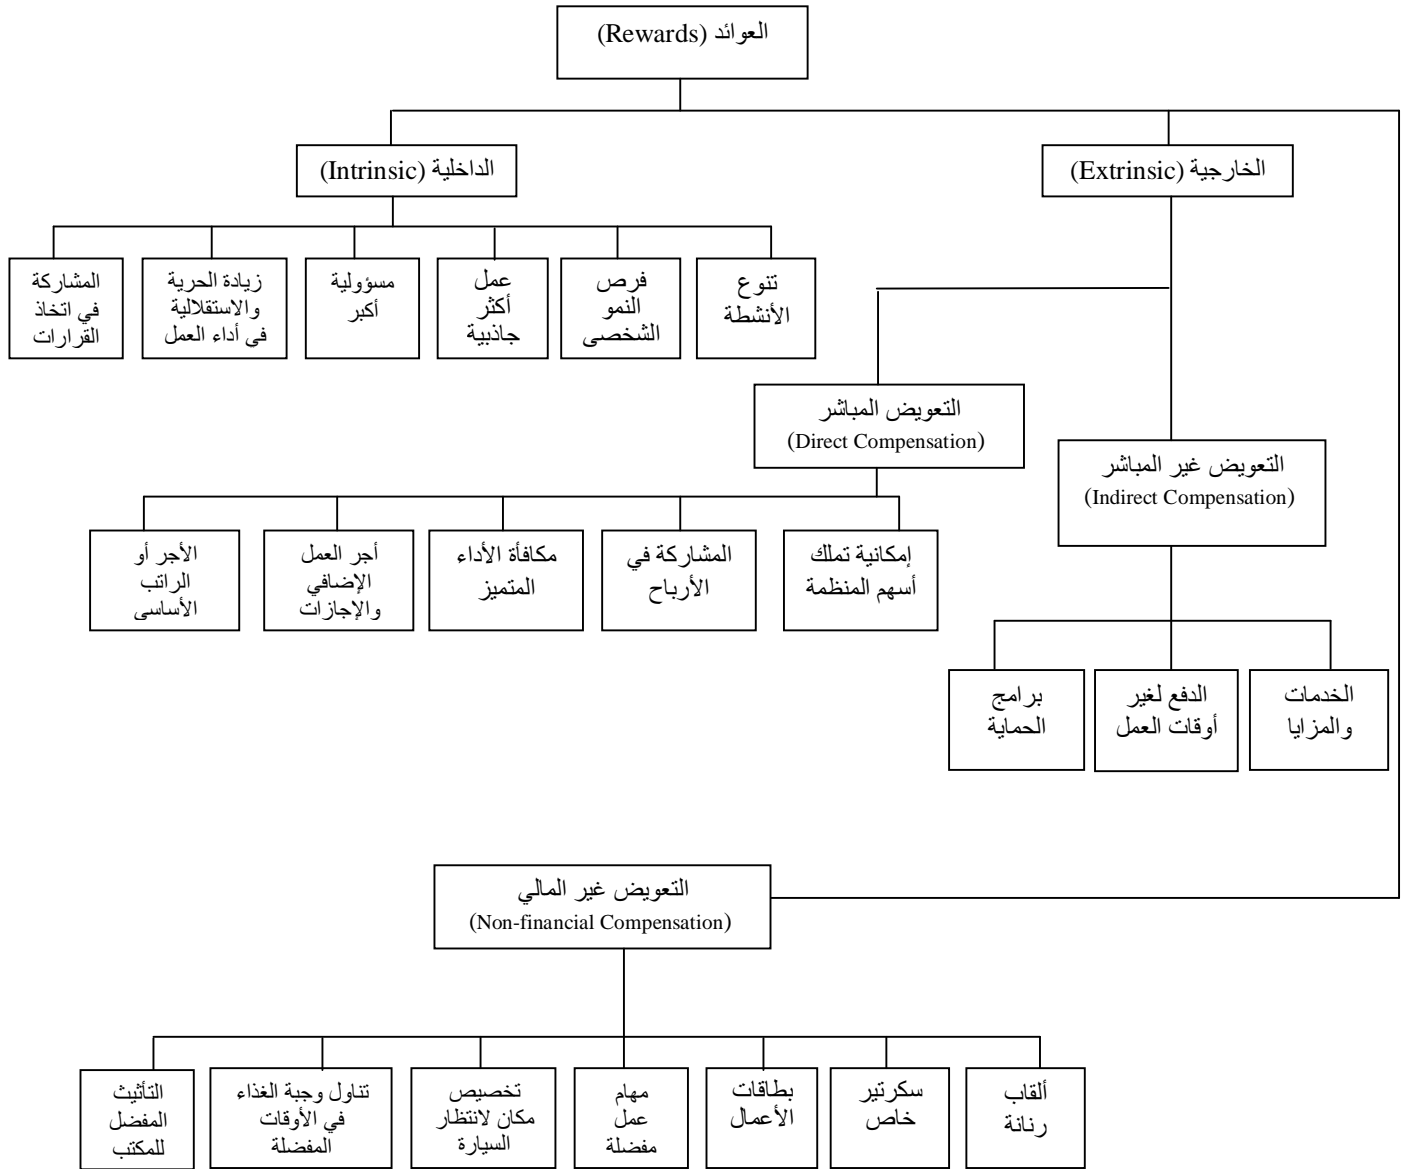 العوائد (Rewards)
الخارجية (Extrinsic)
الداخلية (Intrinsic)
تنوع
الأنشطة
فرص
النمو
الشخصى
عمل
أكثر
جاذبية
مسؤولية
أكبر
زيادة الحرية
والاستقلالية
في أداء العمل
المشاركة
في اتخاذ
القرارات
التعويض المباشر
(Direct Compensation)
التعويض غير المباشر
(Indirect Compensation)
إمكانية تملك
أسهم المنظمة
المشاركة في
الأرباح
مكافأة الأداء
المتميز
أجر العمل
الإضافي
والإجازات
الأجر أو
الراتب
الأساسى
الخدمات
والمزايا
الدفع لغير
أوقات العمل
برامج
الحماية
التعويض غير المالي
(Non-financial Compensation)
ألقاب
رنانة
سكرتير
خاص
بطاقات
الأعمال
مهام
عمل
مفضلة
تخصيص
مكان لانتظار
السيارة
تناول وجبة الغذاء
في الأوقات
المفضلة
التأثيث
المفضل
للمكتب